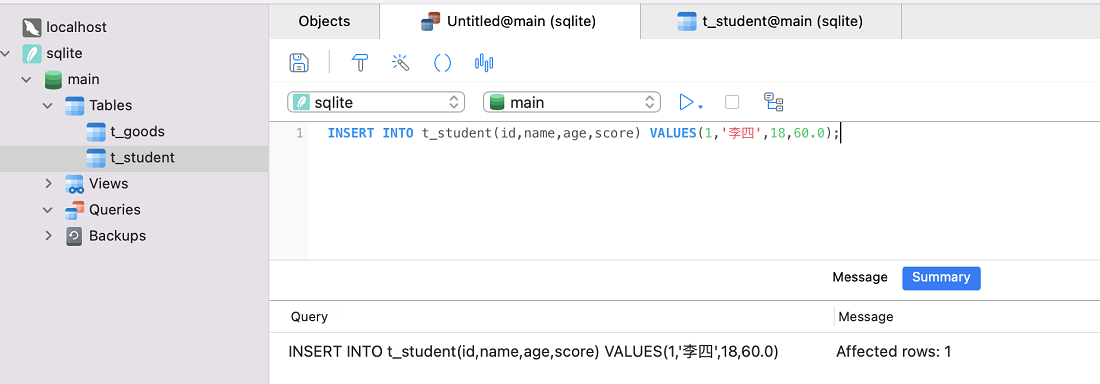 localhost
sqlite
main
Tables
t_goods
t_student
Views
Queries
Backups
Objects
Untitled@main (sqlite)
t_student@main (sqlite)
sqlite
main
1 INSERT INTO t_student(id,name,age,score) VALUES(1,'李四',18,60.0);
Message Summary
Query Message
INSERT INTO t_student(id,name,age,score) VALUES(1,'李四',18,60.0) Affected rows: 1